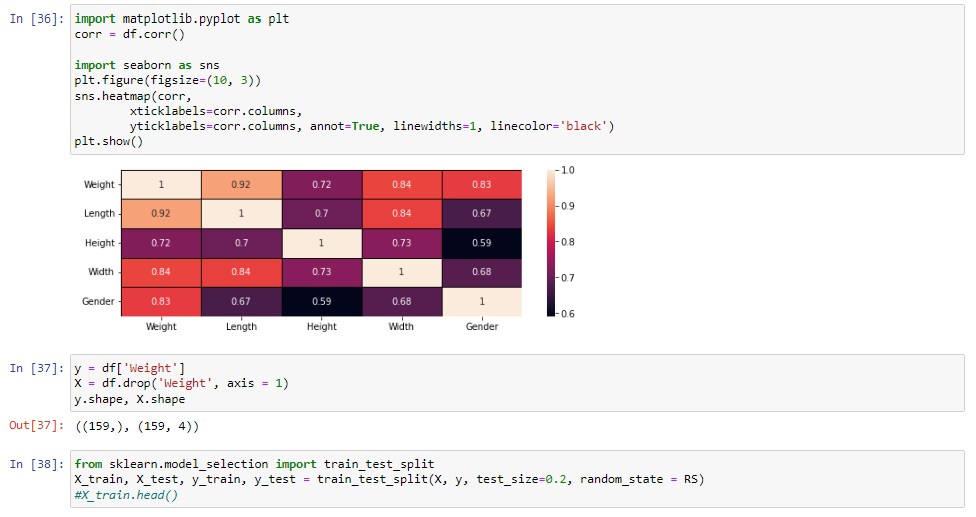 In [36]: import matplotlib.pyplot as plt
corr = df.corr()
import seaborn as sns
plt.figure(figsize=(10, 3))
sns.heatmap(corr,
xticklabels=corr.columns,
yticklabels=corr.columns, annot=True, linewidths=1, linecolor='black')
plt.show()
Weight 1 0.92 0.72 0.84 0.83
Length 0.92 1 0.7 0.84 0.67
Height 0.72 0.7 1 0.73 0.59
Width 0.84 0.84 0.73 1 0.68
Gender 0.83 0.67 0.59 0.68 1
Weight Length Height Width Gender
1.0
0.9
0.8
0.7
0.6
In [37]: y = df['Weight']
X = df.drop('Weight', axis = 1)
y.shape, X.shape
Out[37]: ((159,), (159, 4))
In [38]: from sklearn.model_selection import train_test_split
X_train, X_test, y_train, y_test = train_test_split(X, y, test_size=0.2, random_state = RS)
#X_train.head()